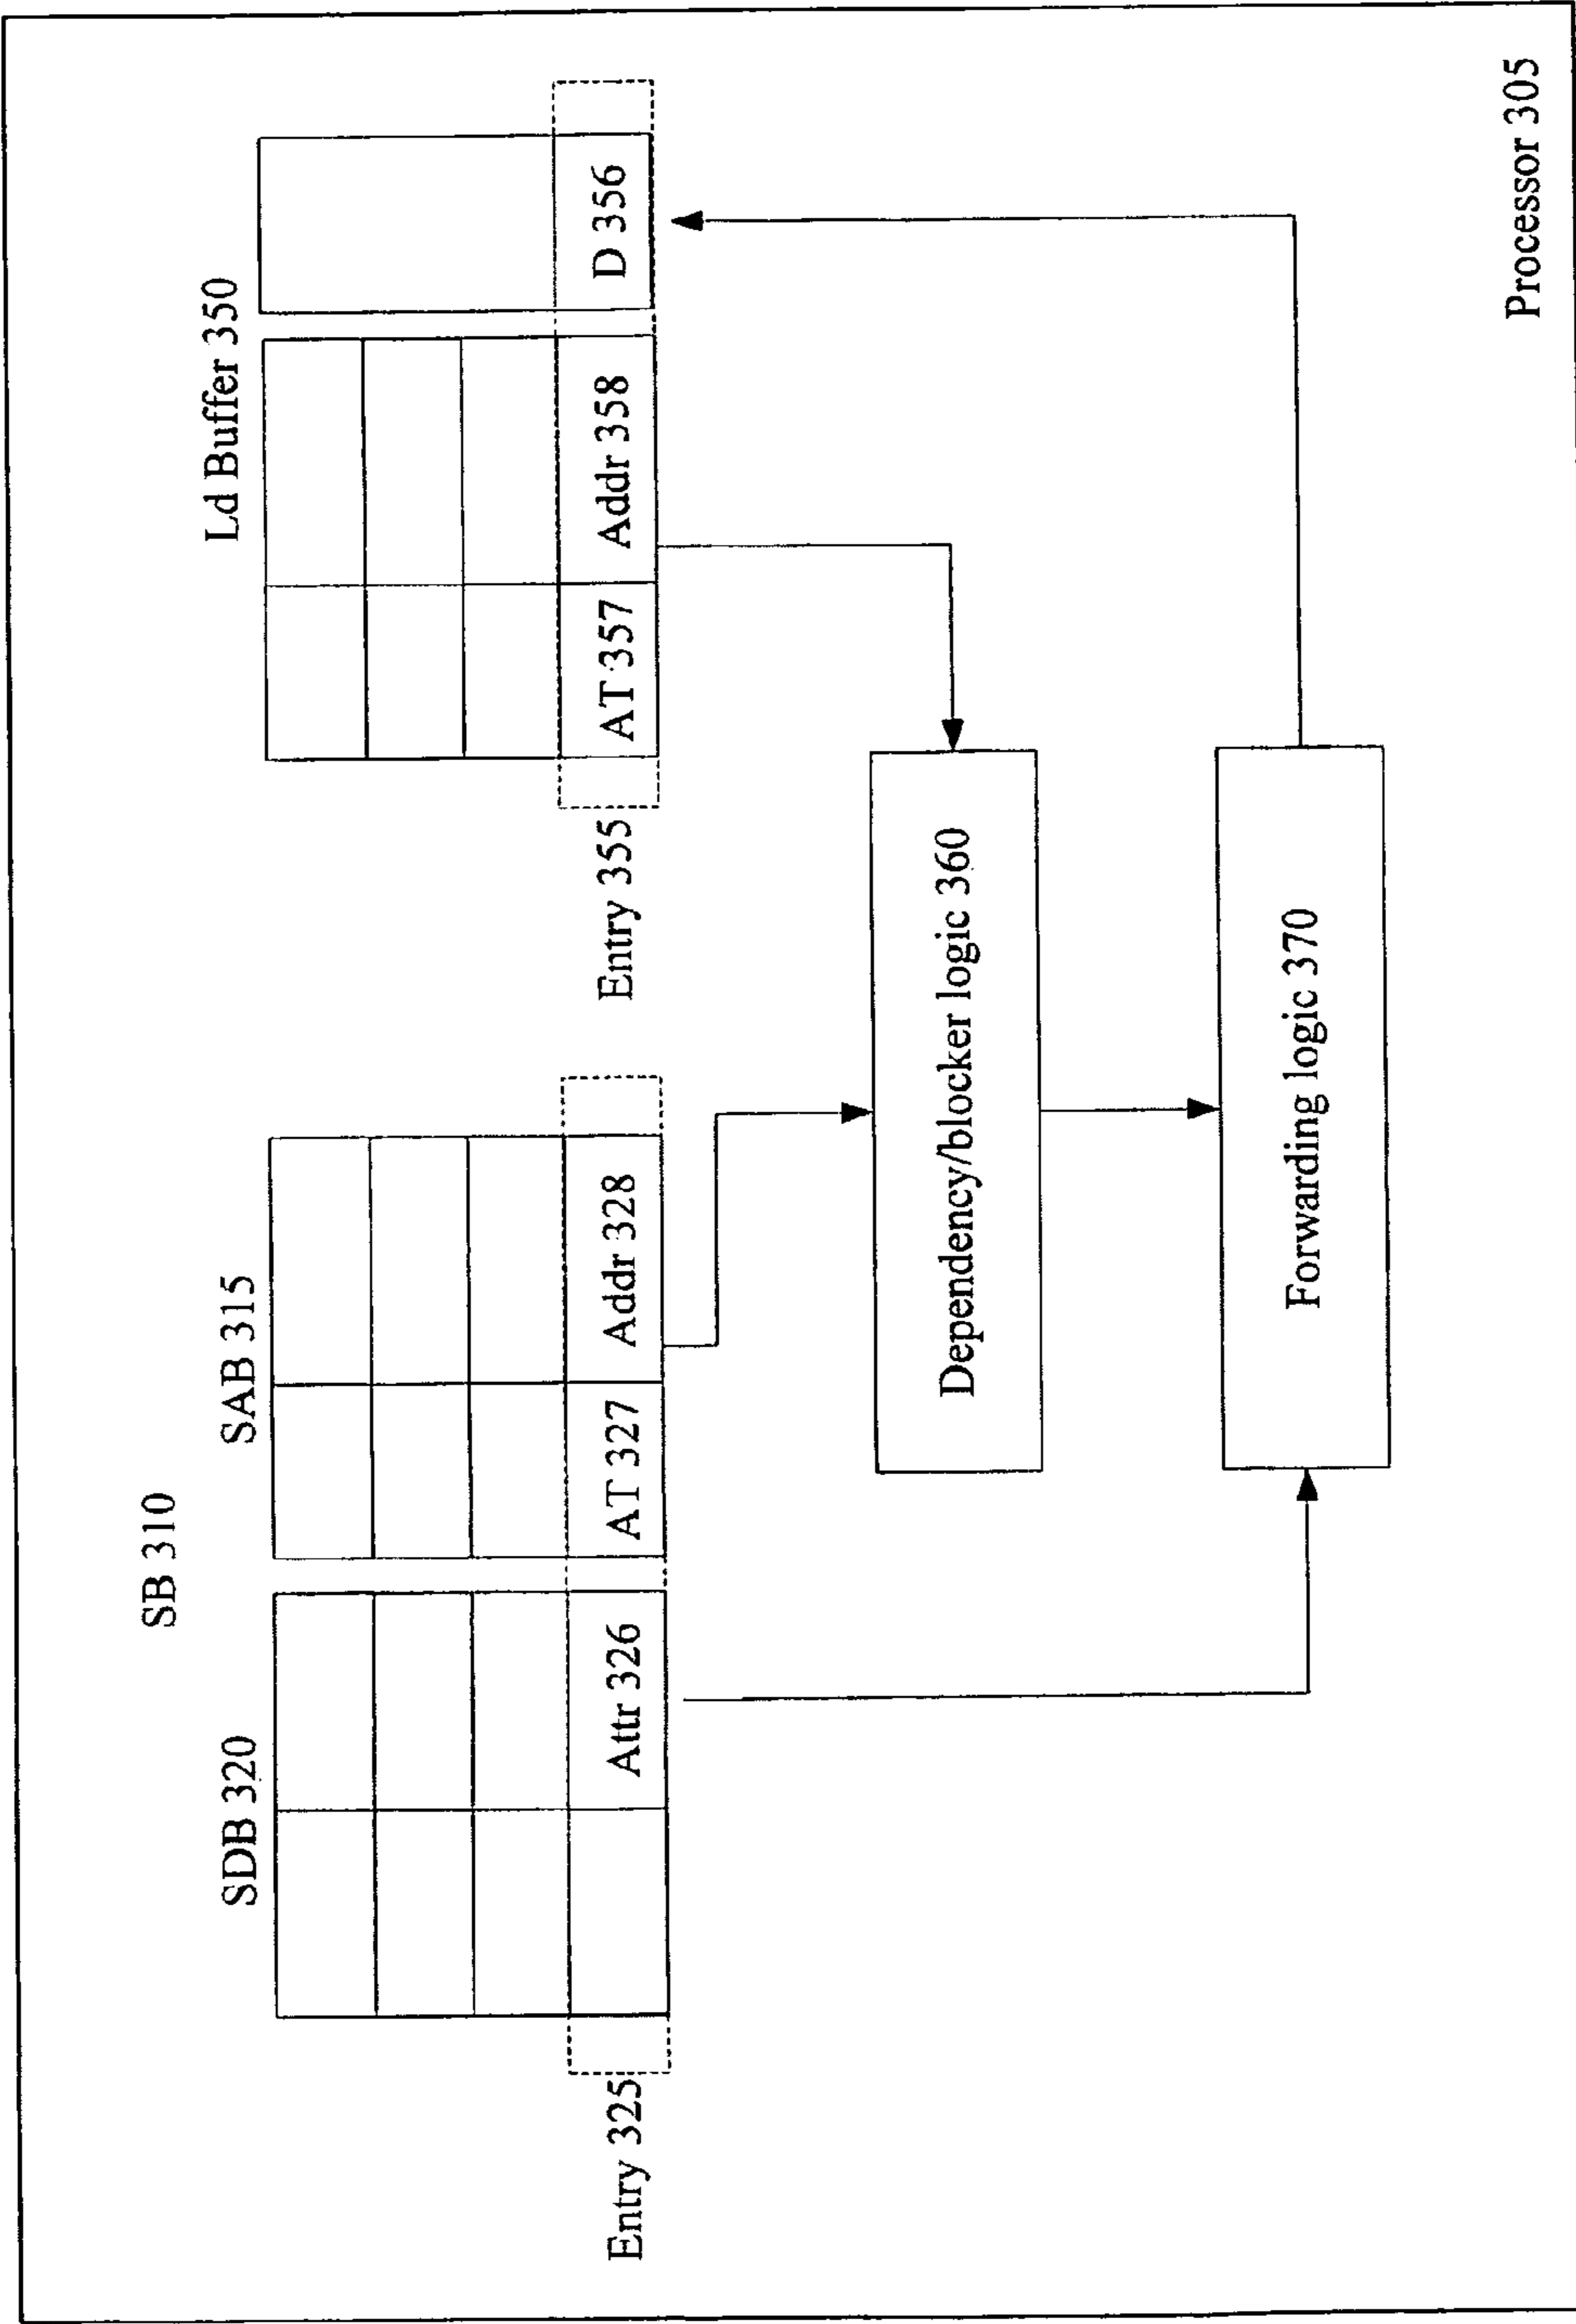 SB 310
SDB 320
SAB 315
Ld Buffer 350
Entry 325
Attr 326
AT 327
Addr 328
Entry 355
AT 357
Addr 358
D 356
Dependency/blocker logic 360
Forwarding logic 370
Processor 305